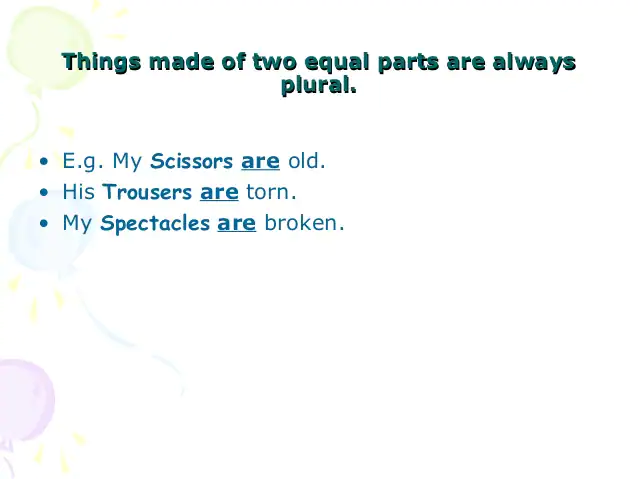 Things made of two equal parts are always
plural.
• E.g. My Scissors are old.
• His Trousers are torn.
• My Spectacles are broken.